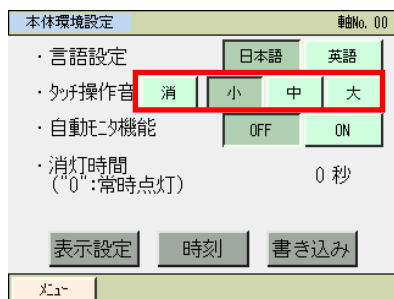 本体環境設定 軸No. 00
・言語設定 日本語 英語
・ﾀｯﾁ操作音 消 小 中 大
・自動ﾓﾆﾀ機能 OFF ON
・消灯時間 0 秒
("0":常時点灯)
表示設定 時刻 書き込み
ﾒﾆｭｰ